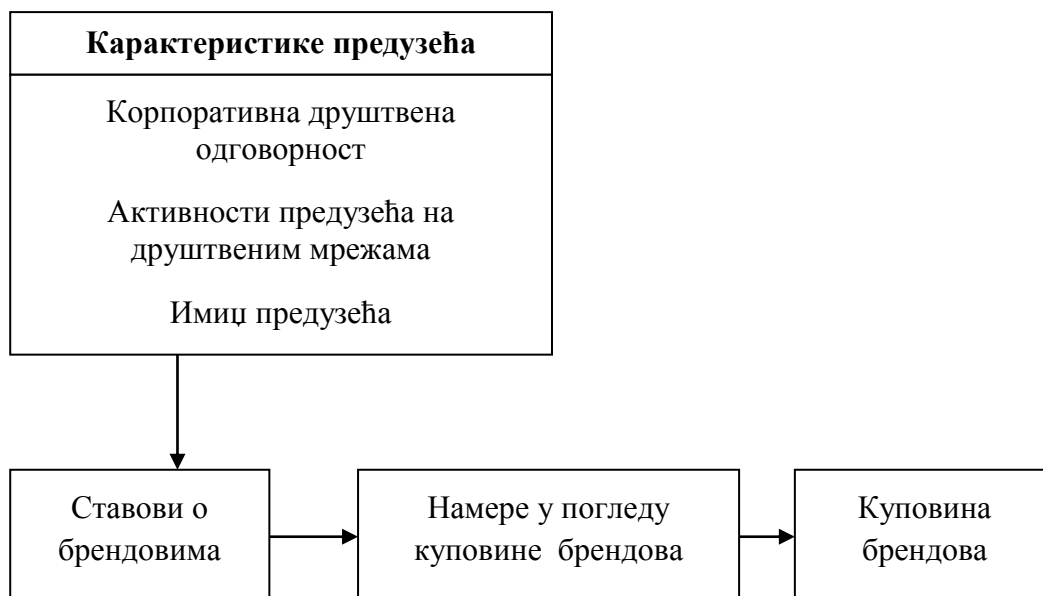 Карактеристике предузећа
Корпоративна друштвена
одговорност
Активности предузећа на
друштвеним мрежама
Имиџ предузећа
Ставови о
брендовима
Намере у погледу
куповине брендова
Куповина
брендова